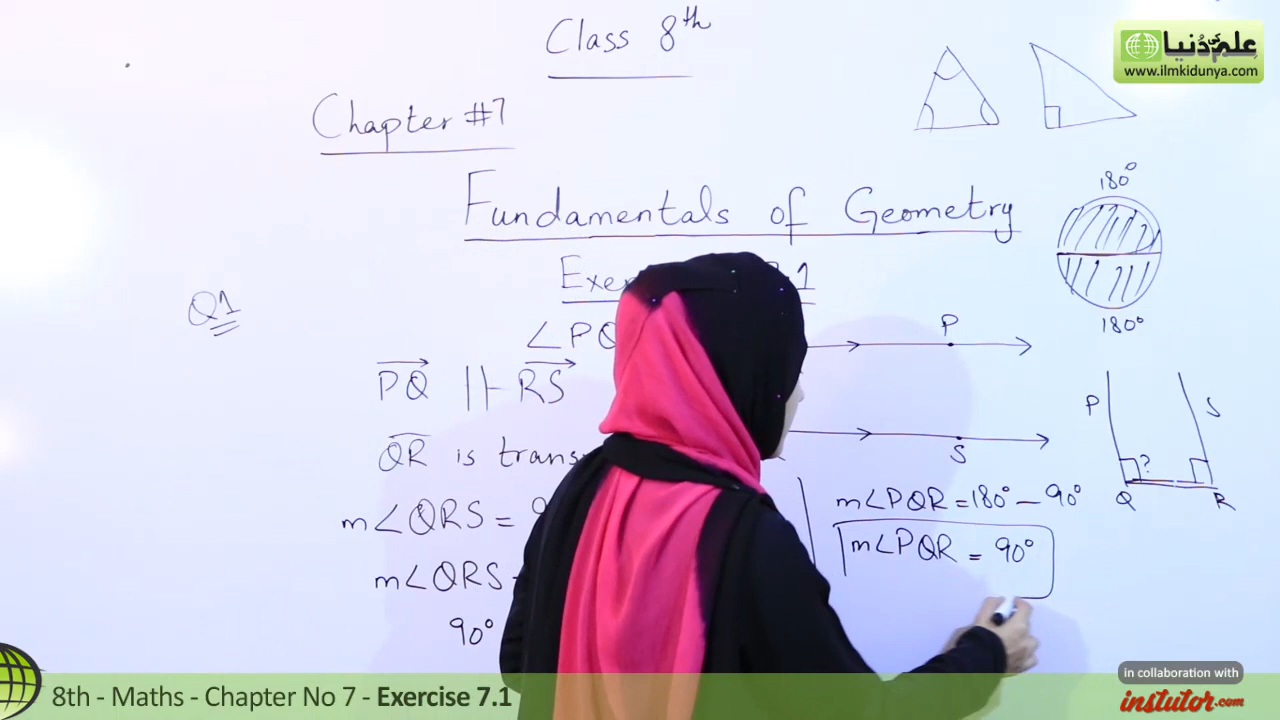 Class 8th
علم کی دُنیا
www.ilmkidunya.com
Chapter #7
180°
Fundamentals of Geometry
Q1
180°
∠PQ
P
PQ || RS
P S
QR is trans
S
?
Q R
m∠QRS =
m∠PQR = 180° - 90°
m∠PQR = 90°
m∠QRS
90°
in collaboration with
instutor.com
8th - Maths - Chapter No 7 - Exercise 7.1